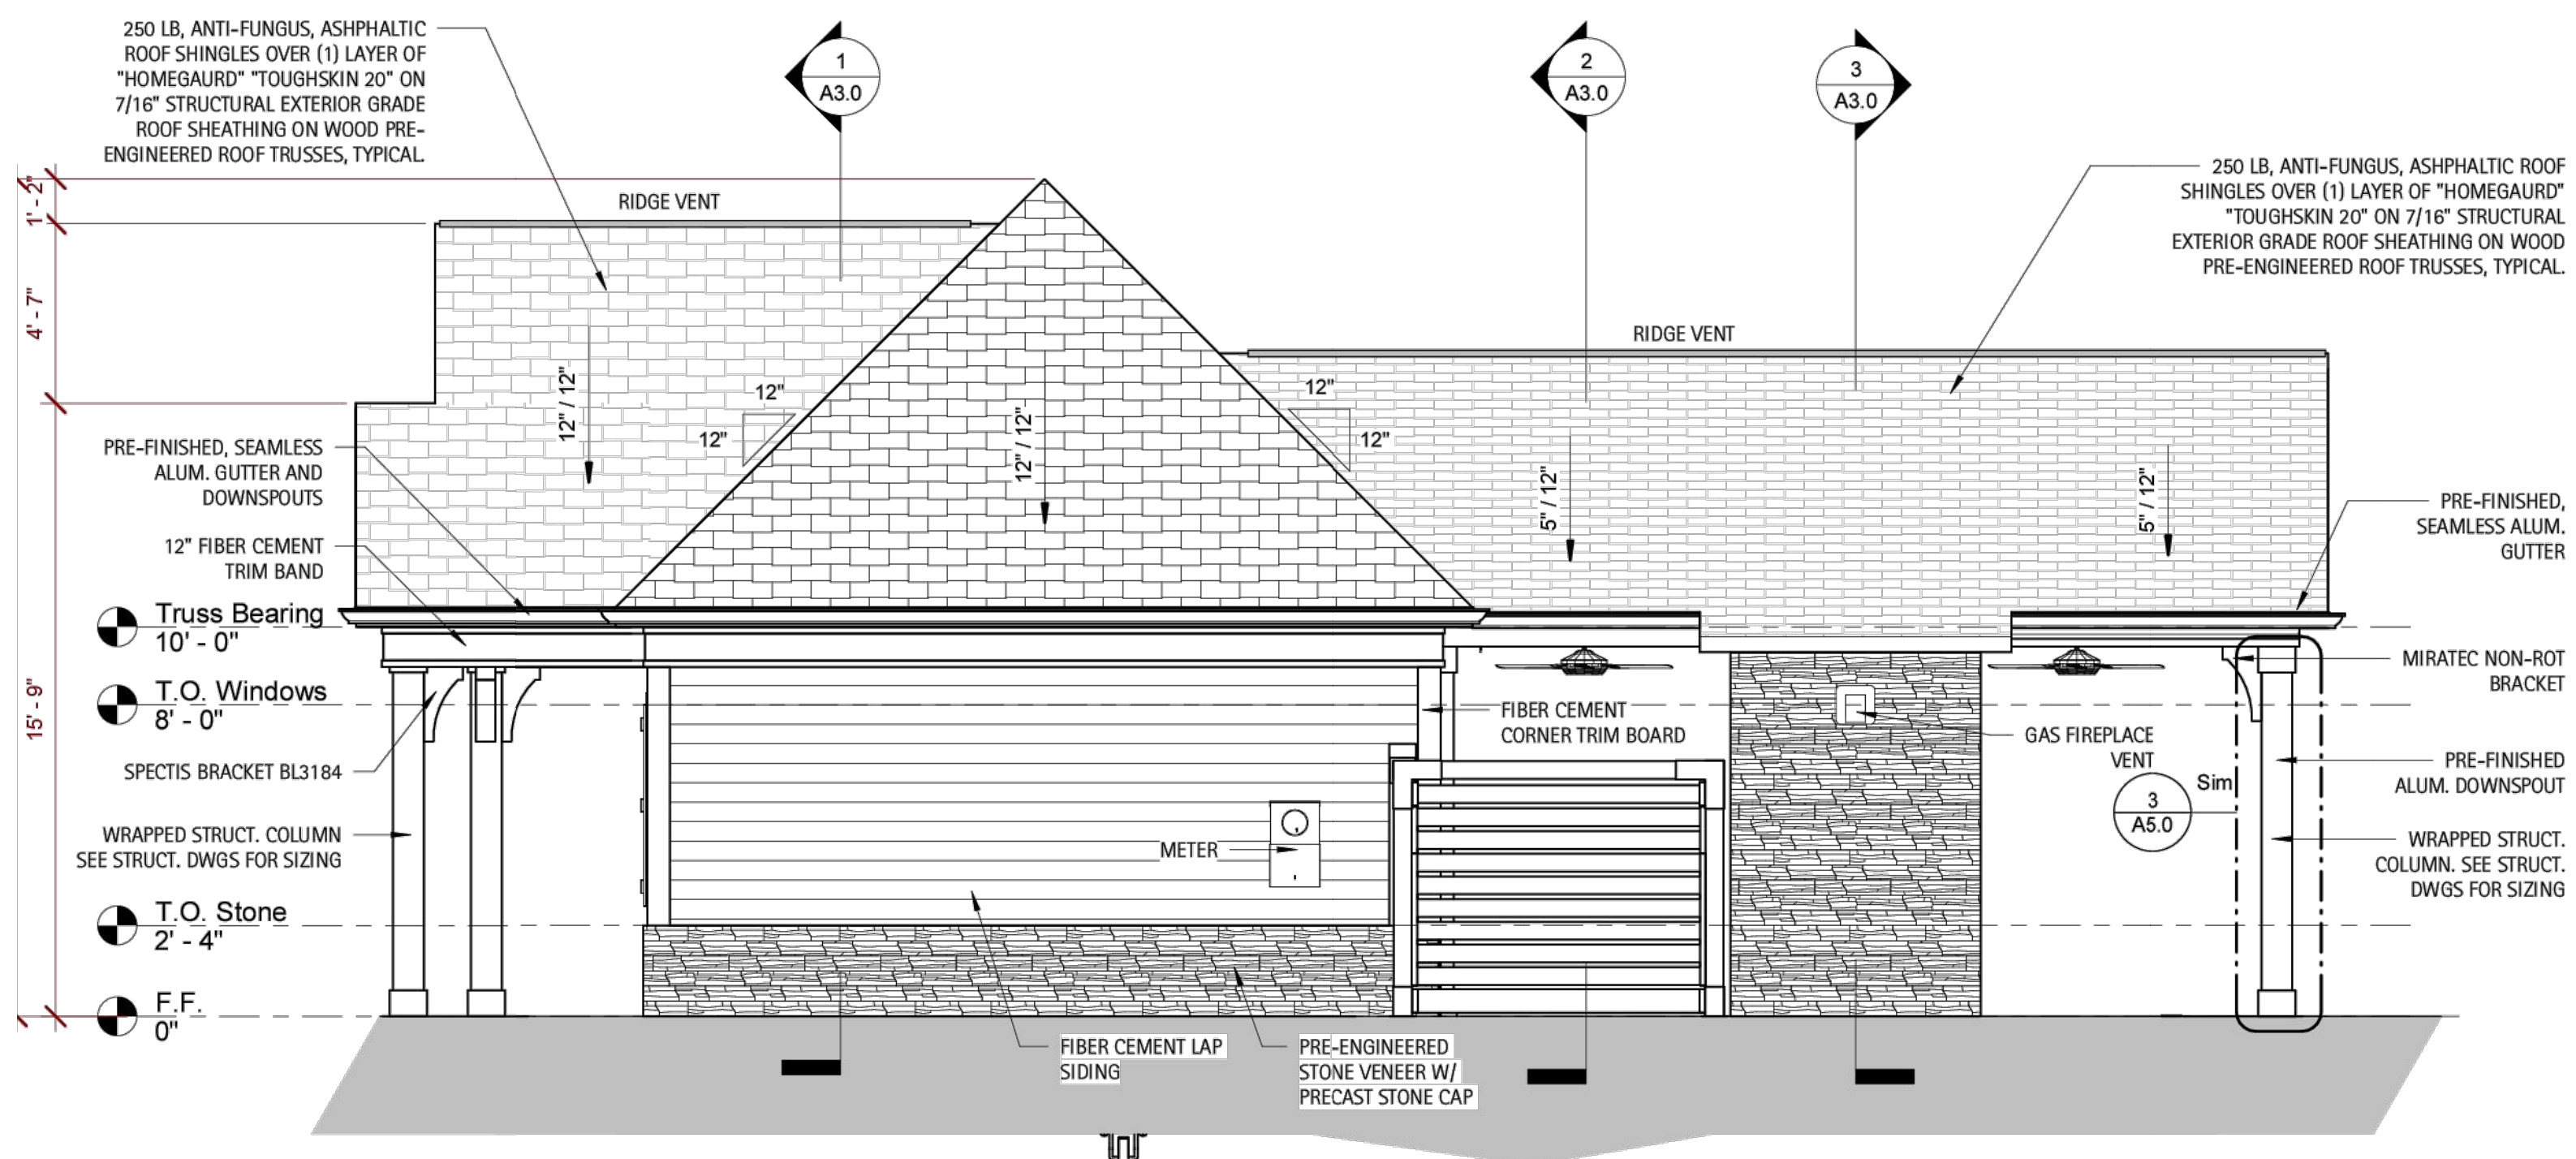 250 LB, ANTI-FUNGUS, ASHPHALTIC
ROOF SHINGLES OVER (1) LAYER OF
"HOMEGAURD" "TOUGHSKIN 20" ON
7/16" STRUCTURAL EXTERIOR GRADE
ROOF SHEATHING ON WOOD PRE-
ENGINEERED ROOF TRUSSES, TYPICAL.
1
A3.0
2
A3.0
3
A3.0
250 LB, ANTI-FUNGUS, ASHPHALTIC ROOF
SHINGLES OVER (1) LAYER OF "HOMEGAURD"
"TOUGHSKIN 20" ON 7/16" STRUCTURAL
EXTERIOR GRADE ROOF SHEATHING ON WOOD
PRE-ENGINEERED ROOF TRUSSES, TYPICAL.
1' - 2"
4' - 7"
15' - 9"
RIDGE VENT
RIDGE VENT
12" / 12"
12"
12"
12" / 12"
12"
12"
5" / 12"
5" / 12"
PRE-FINISHED, SEAMLESS
ALUM. GUTTER AND
DOWNSPOUTS
12" FIBER CEMENT
TRIM BAND
PRE-FINISHED,
SEAMLESS ALUM.
GUTTER
Truss Bearing
10' - 0"
T.O. Windows
8' - 0"
SPECTIS BRACKET BL3184
WRAPPED STRUCT. COLUMN
SEE STRUCT. DWGS FOR SIZING
T.O. Stone
2' - 4"
F.F.
0"
METER
FIBER CEMENT
CORNER TRIM BOARD
GAS FIREPLACE
VENT
Sim
3
A5.0
MIRATEC NON-ROT
BRACKET
PRE-FINISHED
ALUM. DOWNSPOUT
WRAPPED STRUCT.
COLUMN. SEE STRUCT.
DWGS FOR SIZING
FIBER CEMENT LAP
SIDING
PRE-ENGINEERED
STONE VENEER W/
PRECAST STONE CAP